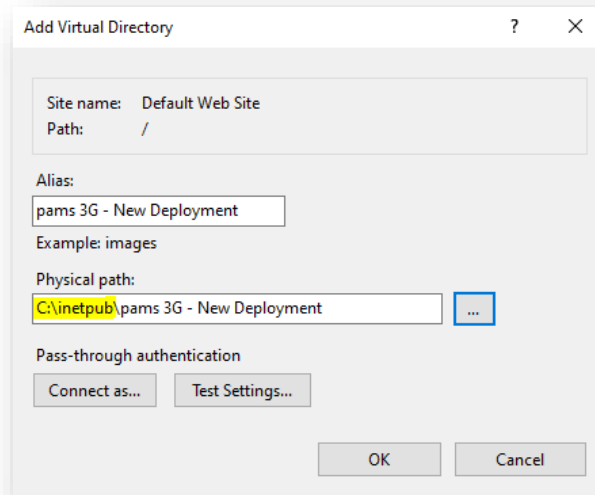 Add Virtual Directory ? ×
Site name: Default Web Site
Path: /
Alias:
pams 3G - New Deployment
Example: images
Physical path:
C:\inetpub\pams 3G - New Deployment ...
Pass-through authentication
Connect as... Test Settings...
OK Cancel